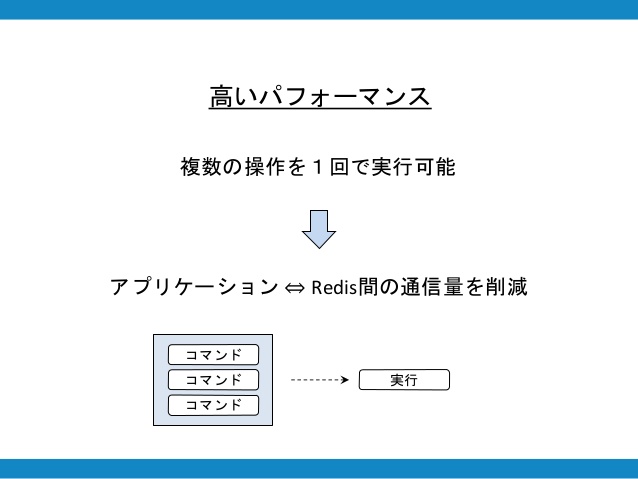 高いパフォーマンス
複数の操作を１回で実行可能
アプリケーション ⇔ Redis間の通信量を削減
コマンド
コマンド
コマンド
実行